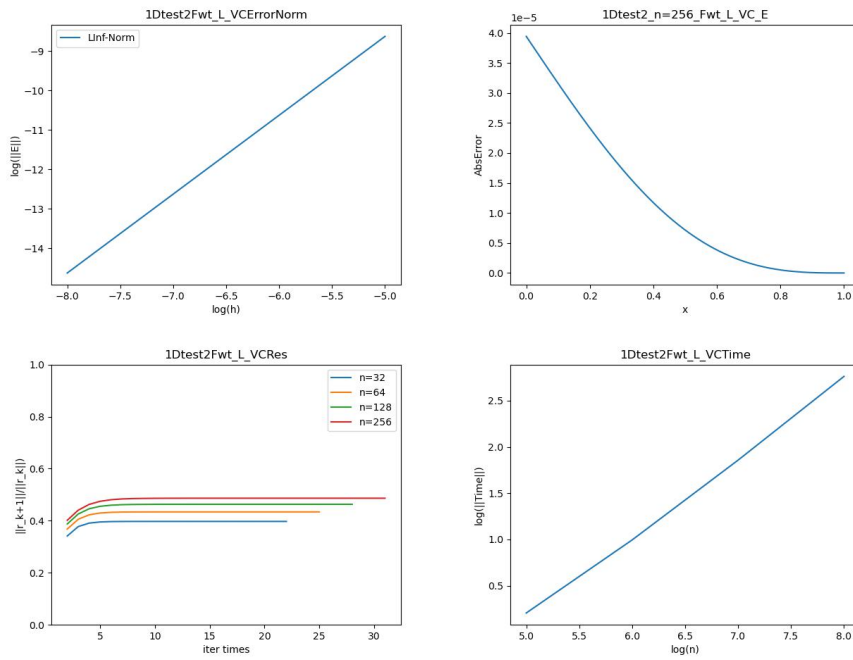 1Dtest2Fwt_L_VCErrorNorm
LInf-Norm
log(||E||)
−9
−10
−11
−12
−13
−14
−8.0 −7.5 −7.0 −6.5 −6.0 −5.5 −5.0
log(h)
1Dtest2_n=256_Fwt_L_VC_E
1e−5
AbsError
4.0
3.5
3.0
2.5
2.0
1.5
1.0
0.5
0.0
0.0 0.2 0.4 0.6 0.8 1.0
x
1Dtest2Fwt_L_VCRes
n=32
n=64
n=128
n=256
||r_k+1||/||r_k||)
1.0
0.8
0.6
0.4
0.2
0.0
5 10 15 20 25 30
iter times
1Dtest2Fwt_L_VCTime
log(||Time||)
2.5
2.0
1.5
1.0
0.5
5.0 5.5 6.0 6.5 7.0 7.5 8.0
log(n)